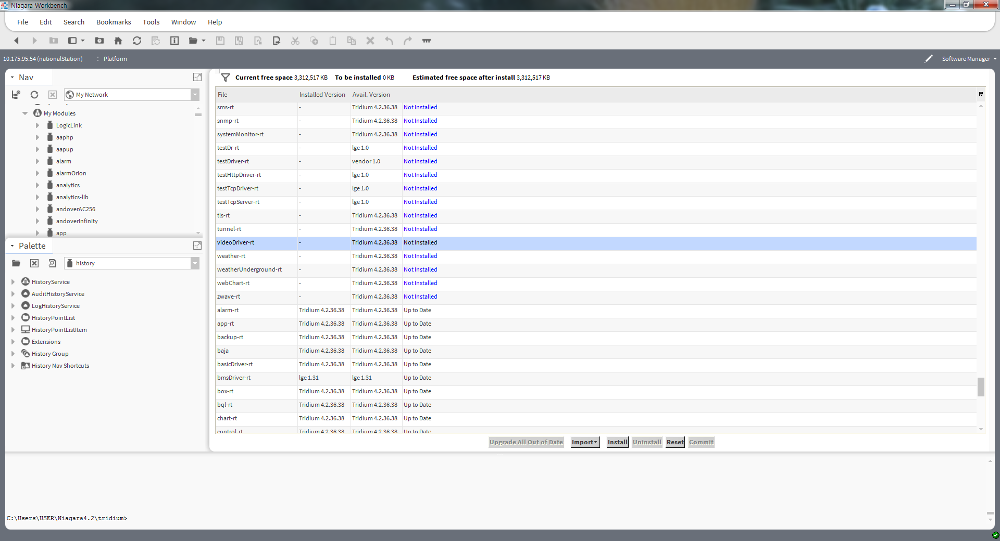 Niagara Workbench
File Edit Search Bookmarks Tools Window Help
10.175.95.54 (nationalStation) : Platform
Software Manager
Nav
My Network
My Modules
LogicLink
aaphp
aapup
alarm
alarmOrion
analytics
analytics-lib
andoverAC256
andoverInfinity
app
Palette
history
HistoryService
AuditHistoryService
LogHistoryService
HistoryPointList
HistoryPointListItem
Extensions
History Group
History Nav Shortcuts
Current free space 3,312,517 KB To be installed 0 KB Estimated free space after install 3,312,517 KB
File Installed Version Avail. Version
sms-rt - Tridium 4.2.36.38 Not Installed
snmp-rt - Tridium 4.2.36.38 Not Installed
systemMonitor-rt - Tridium 4.2.36.38 Not Installed
testDr-rt - lge 1.0 Not Installed
testDriver-rt - vendor 1.0 Not Installed
testHttpDriver-rt - lge 1.0 Not Installed
testTcpDriver-rt - lge 1.0 Not Installed
testTcpServer-rt - lge 1.0 Not Installed
tls-rt - Tridium 4.2.36.38 Not Installed
tunnel-rt - Tridium 4.2.36.38 Not Installed
videoDriver-rt - Tridium 4.2.36.38 Not Installed
weather-rt - Tridium 4.2.36.38 Not Installed
weatherUnderground-rt - Tridium 4.2.36.38 Not Installed
webChart-rt - Tridium 4.2.36.38 Not Installed
zwave-rt - Tridium 4.2.36.38 Not Installed
alarm-rt Tridium 4.2.36.38 Tridium 4.2.36.38 Up to Date
app-rt Tridium 4.2.36.38 Tridium 4.2.36.38 Up to Date
backup-rt Tridium 4.2.36.38 Tridium 4.2.36.38 Up to Date
baja Tridium 4.2.36.38 Tridium 4.2.36.38 Up to Date
basicDriver-rt Tridium 4.2.36.38 Tridium 4.2.36.38 Up to Date
bmsDriver-rt lge 1.31 lge 1.31 Up to Date
box-rt Tridium 4.2.36.38 Tridium 4.2.36.38 Up to Date
bql-rt Tridium 4.2.36.38 Tridium 4.2.36.38 Up to Date
chart-rt Tridium 4.2.36.38 Tridium 4.2.36.38 Up to Date
control-rt Tridium 4.2.36.38 Tridium 4.2.36.38 Up to Date
Upgrade All Out of Date Import Install Uninstall Reset Commit
C:\Users\USER\Niagara4.2\tridium>